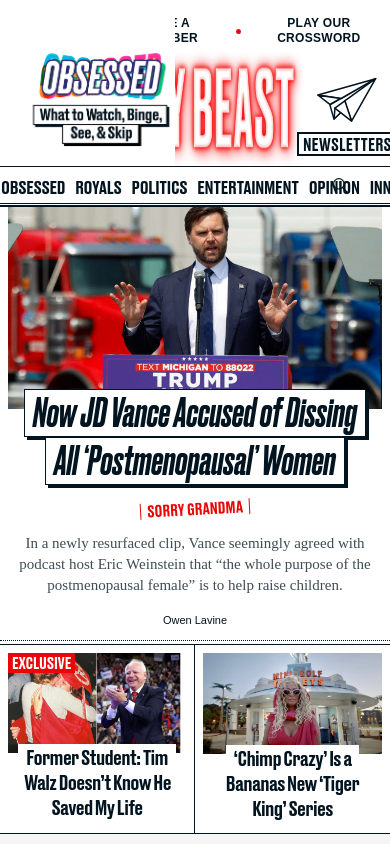 E A
BER
PLAY OUR
CROSSWORD
OBSESSED
What to Watch, Binge,
See, & Skip
Y BEAST
NEWSLETTERS
OBSESSED ROYALS POLITICS ENTERTAINMENT OPINION INN
TEXT MICHIGAN TO 88022
TRUMP
Now JD Vance Accused of Dissing
All ‘Postmenopausal’ Women
SORRY GRANDMA
In a newly resurfaced clip, Vance seemingly agreed with
podcast host Eric Weinstein that “the whole purpose of the
postmenopausal female” is to help raise children.
Owen Lavine
EXCLUSIVE
MINI GOLF
Former Student: Tim
Walz Doesn’t Know He
Saved My Life
‘Chimp Crazy’ Is a
Bananas New ‘Tiger
King’ Series